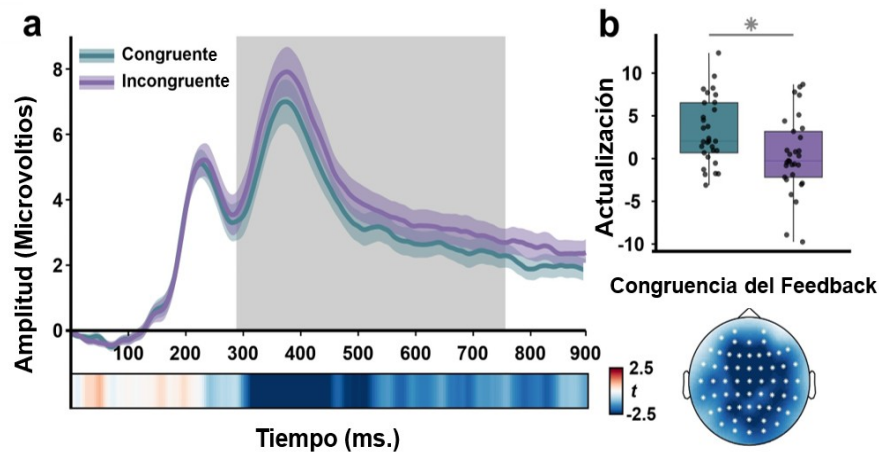 a
Congruente
Incongruente
Amplitud (Microvoltios)
8
6
4
2
0
100 200 300 400 500 600 700 800 900
2.5
t
-2.5
Tiempo (ms.)
b
*
Actualización
10
5
0
-5
-10
Congruencia del Feedback